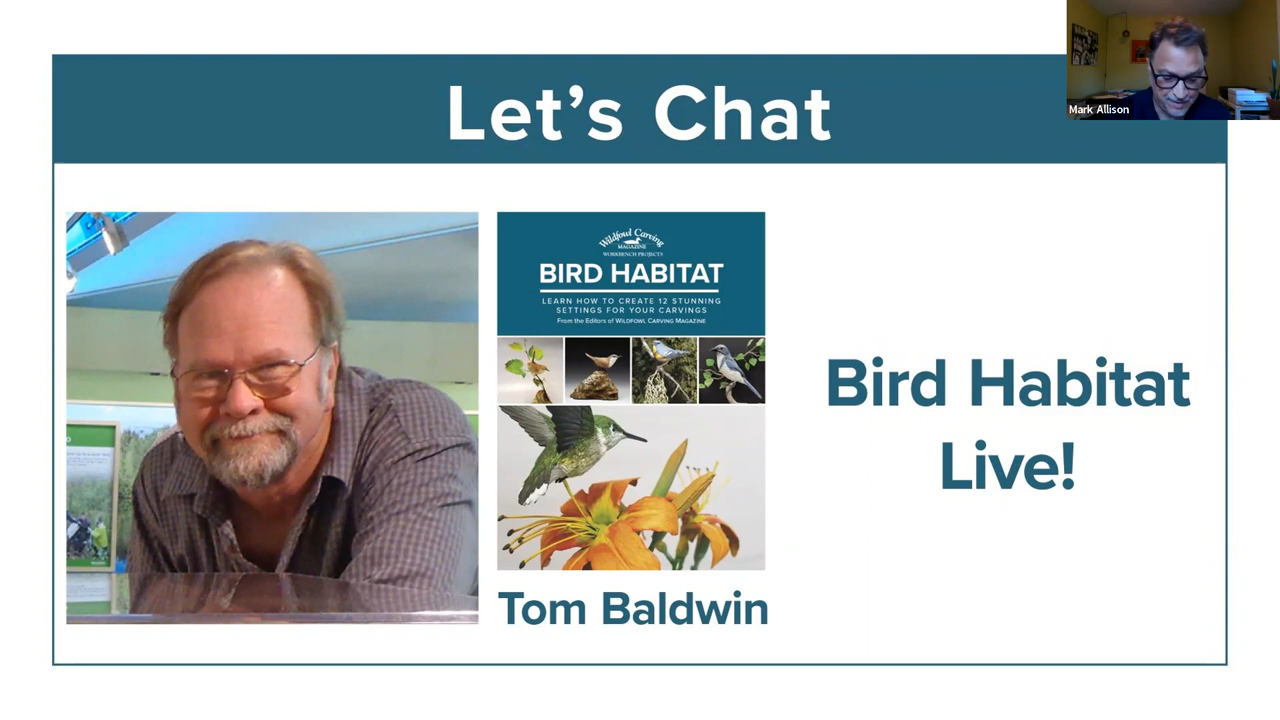 Let's Chat
Mark Allison
Wildfowl Carving
MAGAZINE
WORKBENCH PROJECTS
BIRD HABITAT
LEARN HOW TO CREATE 12 STUNNING
SETTINGS FOR YOUR CARVINGS
From the Editors of WILDFOWL CARVING MAGAZINE
Bird Habitat
Live!
Tom Baldwin